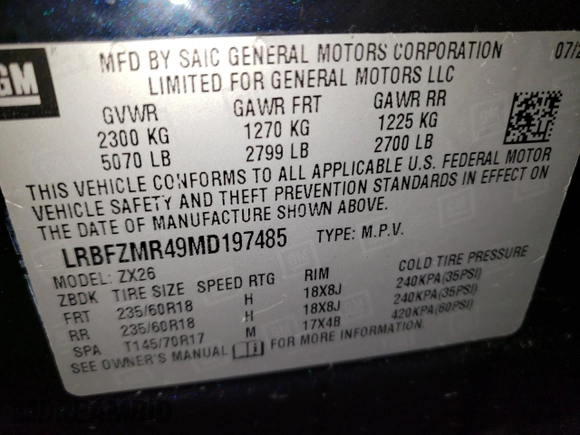 GM
MFD BY SAIC GENERAL MOTORS CORPORATION
LIMITED FOR GENERAL MOTORS LLC
07/2
GVWR GAWR FRT GAWR RR
2300 KG 1270 KG 1225 KG
5070 LB 2799 LB 2700 LB
THIS VEHICLE CONFORMS TO ALL APPLICABLE U.S. FEDERAL MOTOR
VEHICLE SAFETY AND THEFT PREVENTION STANDARDS IN EFFECT ON
THE DATE OF MANUFACTURE SHOWN ABOVE.
LRBFZMR49MD197485 TYPE: M.P.V.
MODEL: ZX26
ZBDK TIRE SIZE SPEED RTG RIM COLD TIRE PRESSURE
FRT 235/60R18 H 18X8J 240KPA(35PSI)
RR 235/60R18 H 18X8J 240KPA(35PSI)
SPA T145/70R17 M 17X4B 420KPA(60PSI)
SEE OWNER'S MANUAL FOR MORE INFORMATION.